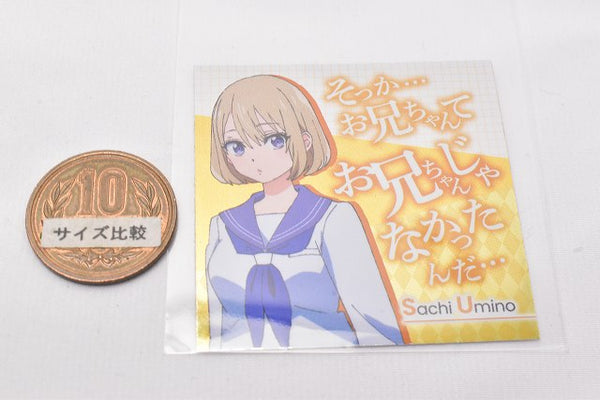 10
サイズ比較
そっか…
お兄ちゃんて
お兄ちゃんじゃ
なかった
んだ…
Sachi Umino